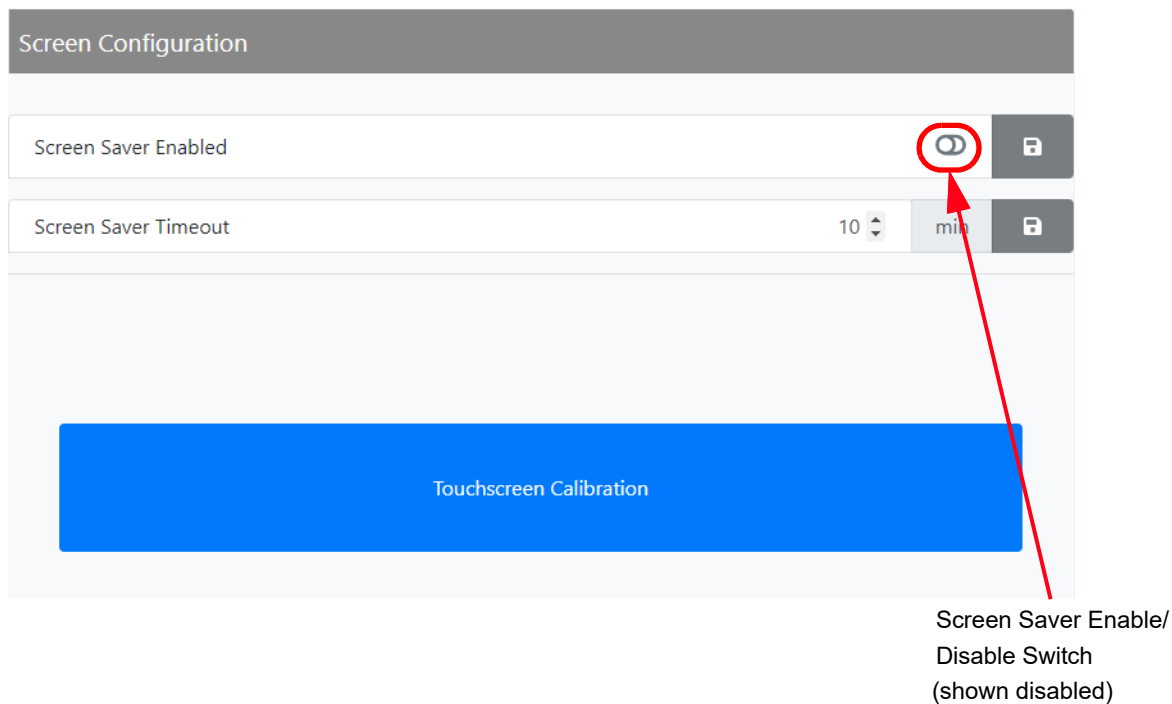 Screen Configuration
Screen Saver Enabled
Screen Saver Timeout 10 min
Touchscreen Calibration
Screen Saver Enable/
Disable Switch
(shown disabled)